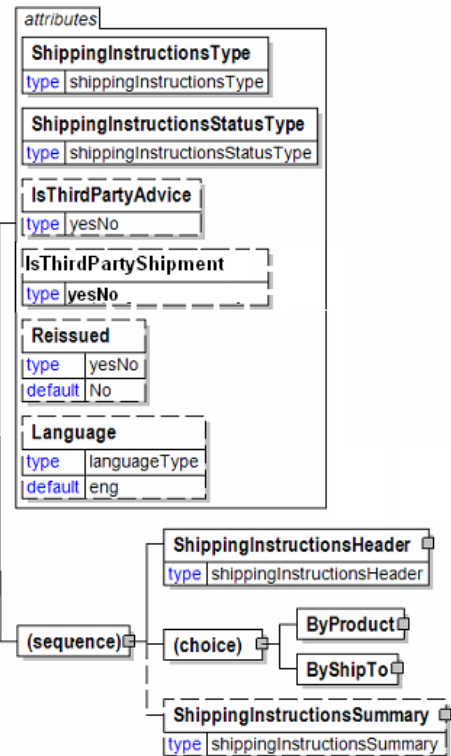 attributes
ShippingInstructionsType
type shippingInstructionsType
ShippingInstructionsStatusType
type shippingInstructionsStatusType
IsThirdPartyAdvice
type yesNo
IsThirdPartyShipment
type yesNo
Reissued
type yesNo
default No
Language
type languageType
default eng
ShippingInstructionsHeader
type shippingInstructionsHeader
(sequence)
(choice)
ByProduct
ByShipTo
ShippingInstructionsSummary
type shippingInstructionsSummary